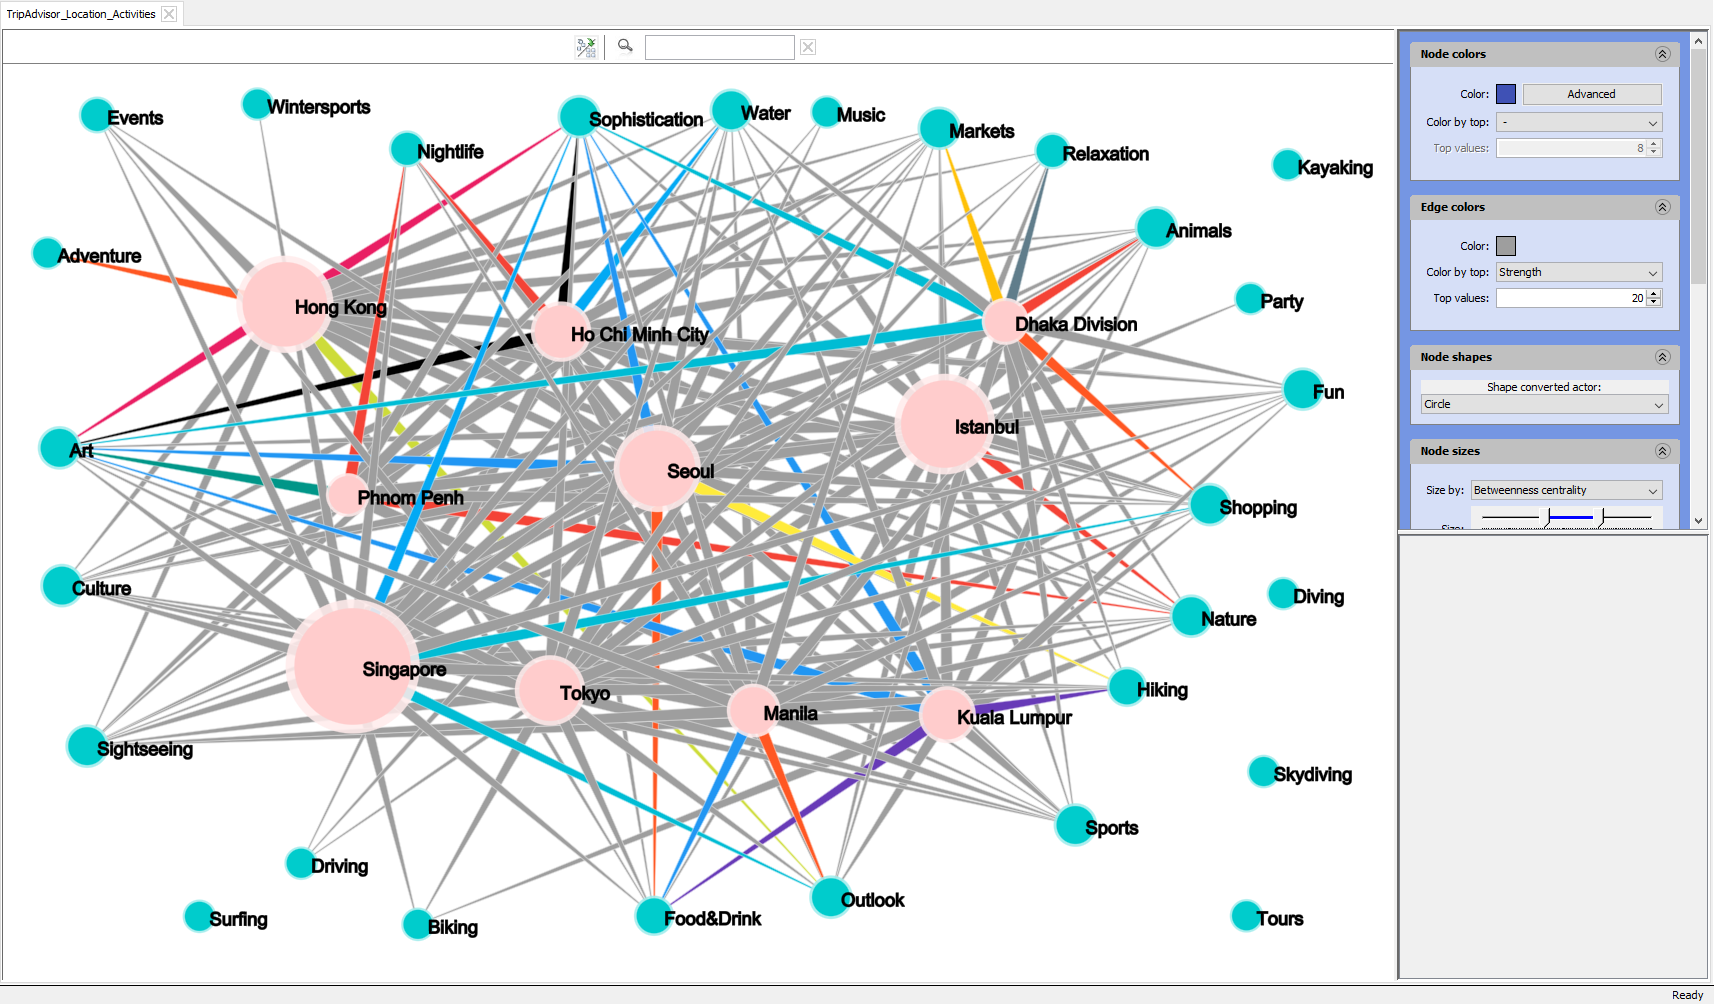 TripAdvisor_Location_Activities
Events
Wintersports
Nightlife
Sophistication
Water
Music
Markets
Relaxation
Kayaking
Adventure
Animals
Hong Kong
Ho Chi Minh City
Dhaka Division
Party
Fun
Istanbul
Art
Seoul
Phnom Penh
Shopping
Culture
Diving
Nature
Singapore
Tokyo
Manila
Kuala Lumpur
Hiking
Sightseeing
Skydiving
Sports
Driving
Outlook
Surfing
Biking
Food&Drink
Tours
Node colors
Color:
Advanced
Color by top: -
Top values: 8
Edge colors
Color:
Color by top: Strength
Top values: 20
Node shapes
Shape converted actor:
Circle
Node sizes
Size by: Betweenness centrality
Size:
Ready